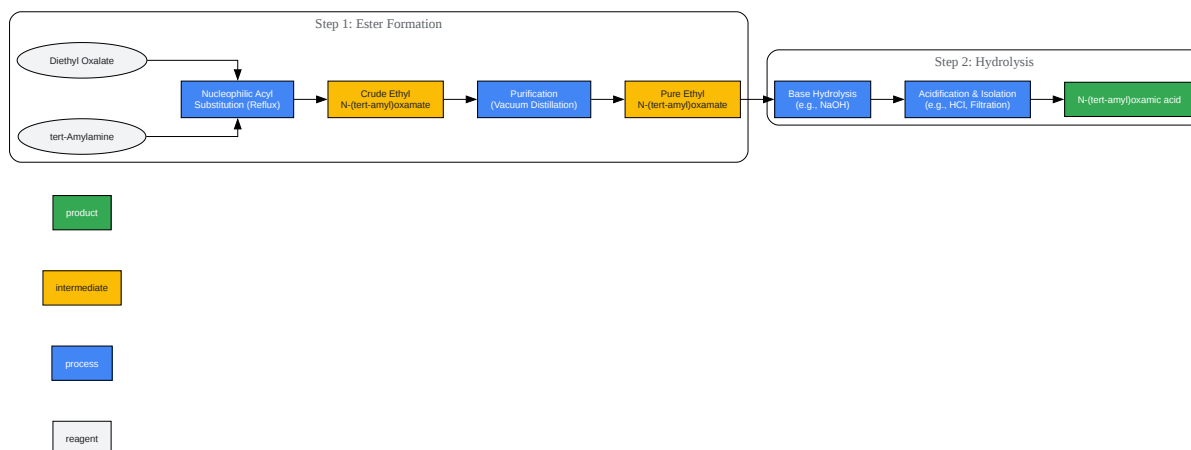 Step 1: Ester Formation
Diethyl Oxalate
tert-Amylamine
Nucleophilic Acyl
Substitution (Reflux)
Crude Ethyl
N-(tert-amyl)oxamate
Purification
(Vacuum Distillation)
Pure Ethyl
N-(tert-amyl)oxamate
Step 2: Hydrolysis
Base Hydrolysis
(e.g., NaOH)
Acidification & Isolation
(e.g., HCl, Filtration)
N-(tert-amyl)oxamic acid
product
intermediate
process
reagent